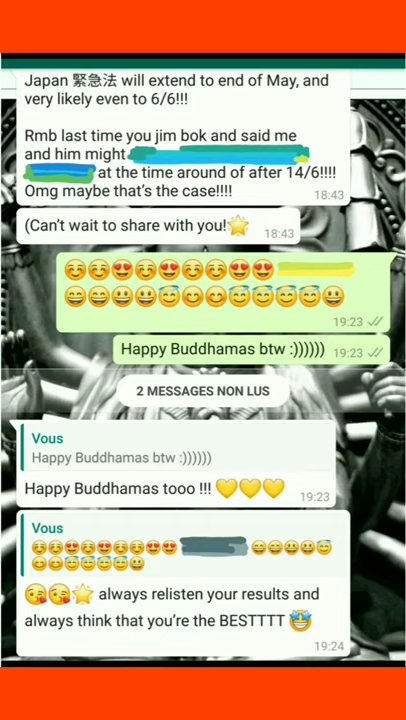 Japan 緊急法 will extend to end of May, and
very likely even to 6/6!!!
Rmb last time you jim bok and said me
and him might
at the time around of after 14/6!!!!
Omg maybe that's the case!!!!
18:43
(Can't wait to share with you!🌟
18:43
☺️☺️😍☺️😍☺️☺️😍😍
😄😄😃😃😇😊😊😇😇😇😇😃
19:23
Happy Buddhamas btw :))))))
19:23
2 MESSAGES NON LUS
Vous
Happy Buddhamas btw :))))))
Happy Buddhamas tooo !!! 💛💛💛
19:23
Vous
☺️☺️😍☺️😍☺️☺️😍😍 😄😄😃😃😇
😊😊😇😇😇😇😃
😘😘🌟 always relisten your results and
always think that you're the BESTTTT 🤩
19:24